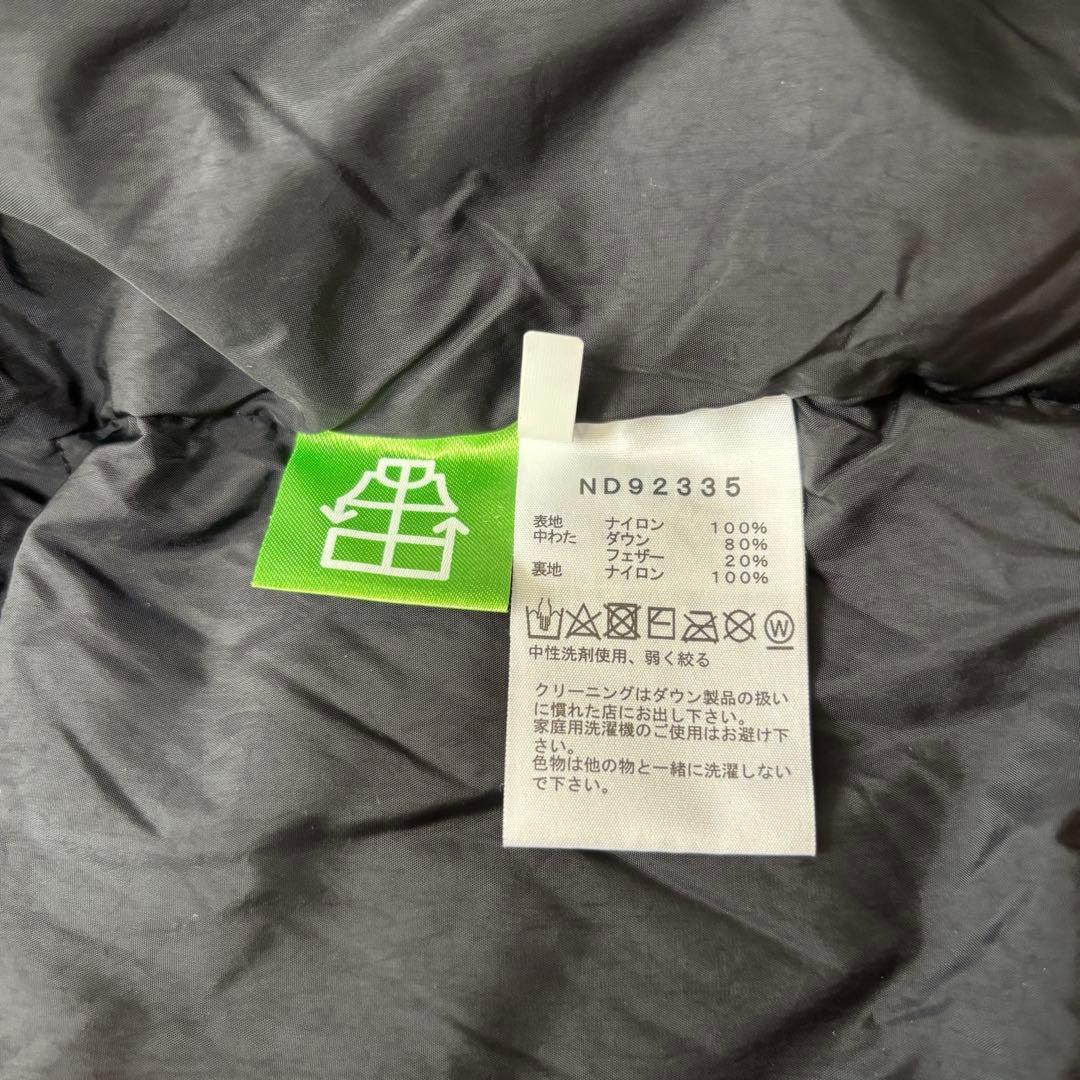 ND92335
表地 ナイロン 100%
中わた ダウン 80%
フェザー 20%
裏地 ナイロン 100%
W
中性洗剤使用、弱く絞る
クリーニングはダウン製品の扱い
に慣れた店にお出し下さい。
家庭用洗濯機のご使用はお避け下
さい。
色物は他の物と一緒に洗濯しない
で下さい。